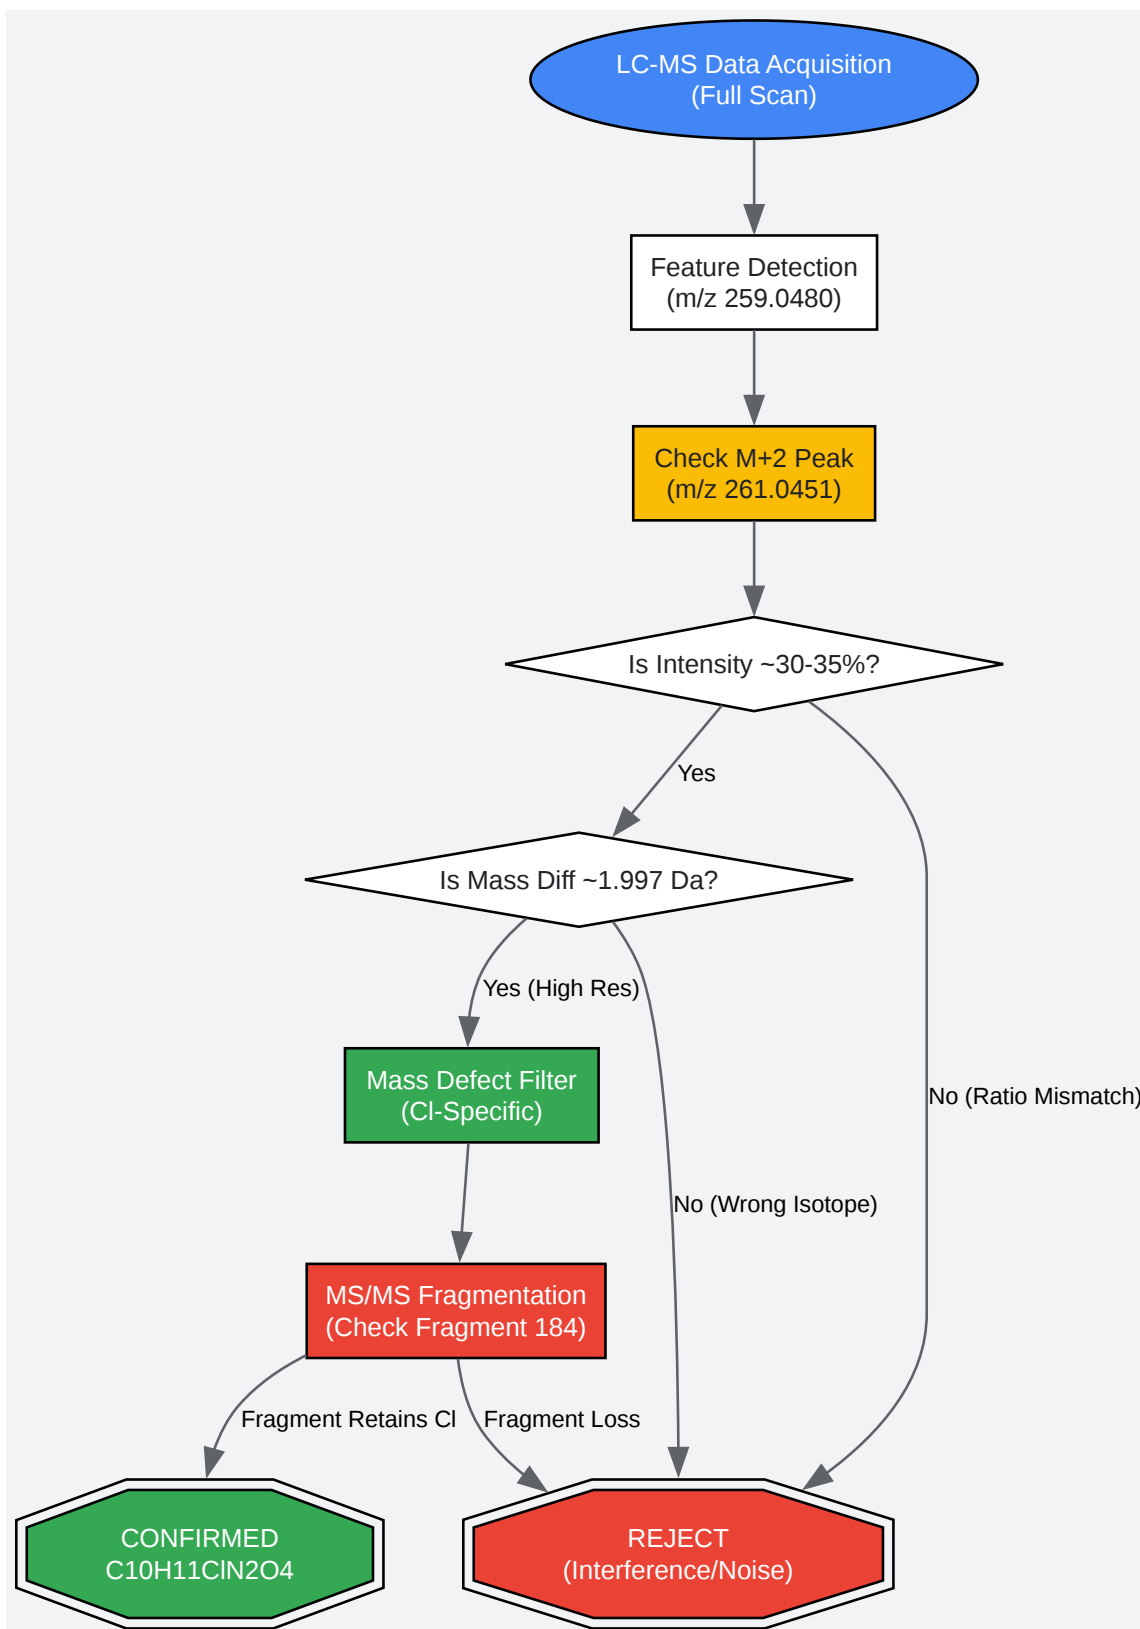 LC-MS Data Acquisition
(Full Scan)
Feature Detection
(m/z 259.0480)
Check M+2 Peak
(m/z 261.0451)
Is Intensity ~30-35%?
Yes
Is Mass Diff ~1.997 Da?
Yes (High Res)
Mass Defect Filter
(Cl-Specific)
No (Ratio Mismatch)
No (Wrong Isotope)
MS/MS Fragmentation
(Check Fragment 184)
Fragment Retains Cl
Fragment Loss
CONFIRMED
C10H11ClN2O4
REJECT
(Interference/Noise)